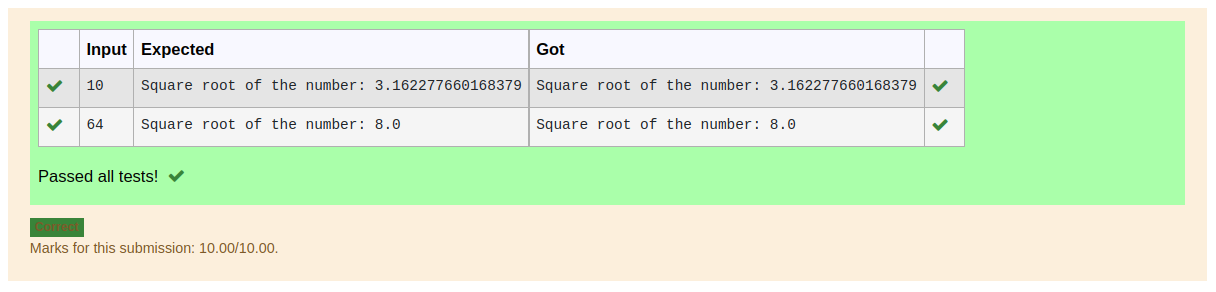 Input Expected Got
10 Square root of the number: 3.162277660168379 Square root of the number: 3.162277660168379
64 Square root of the number: 8.0 Square root of the number: 8.0
Passed all tests!
Correct
Marks for this submission: 10.00/10.00.